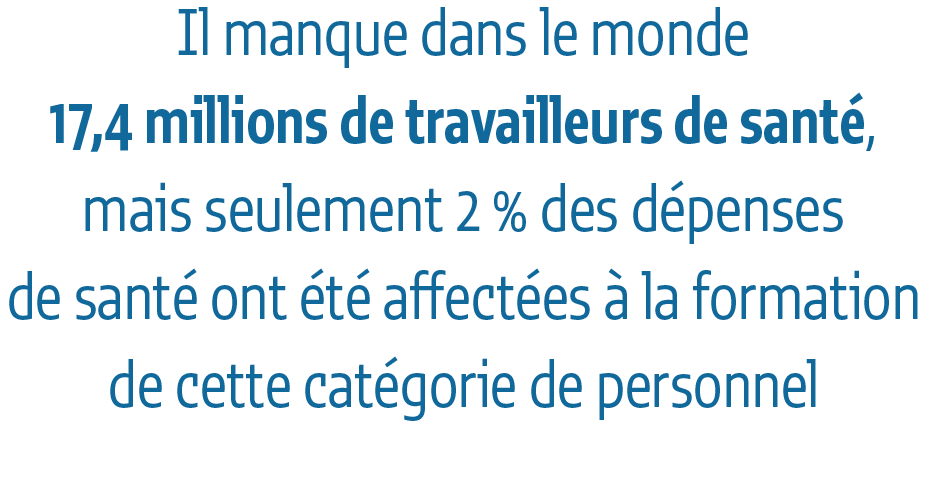 Il manque dans le monde
17,4 millions de travailleurs de santé,
mais seulement 2 % des dépenses
de santé ont été affectées à la formation
de cette catégorie de personnel